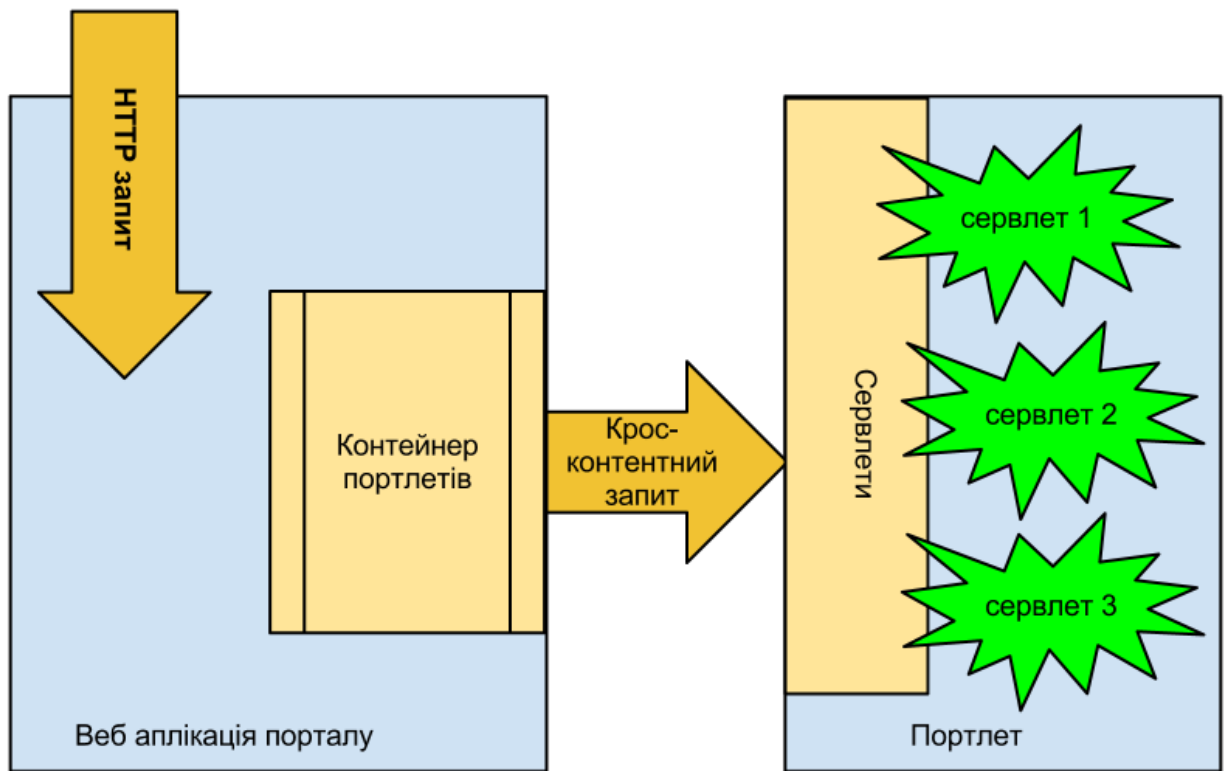 HTTP запит
Контейнер
портлетів
Веб аплікація порталу
Крос-
контентний
запит
Сервлети
сервлет 1
сервлет 2
сервлет 3
Портлет